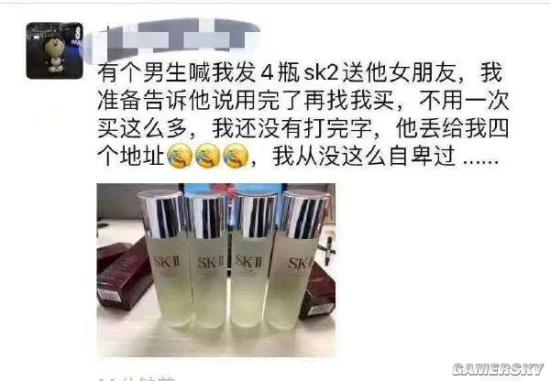 有个男生喊我发4瓶sk2送他女朋友，我
准备告诉他说用完了再找我买，不用一次
买这么多，我还没有打完字，他丢给我四
个地址🤣🤣🤣，我从没这么自卑过 ......
SK-II SK-II SK-II SK-II
GAMERSKY